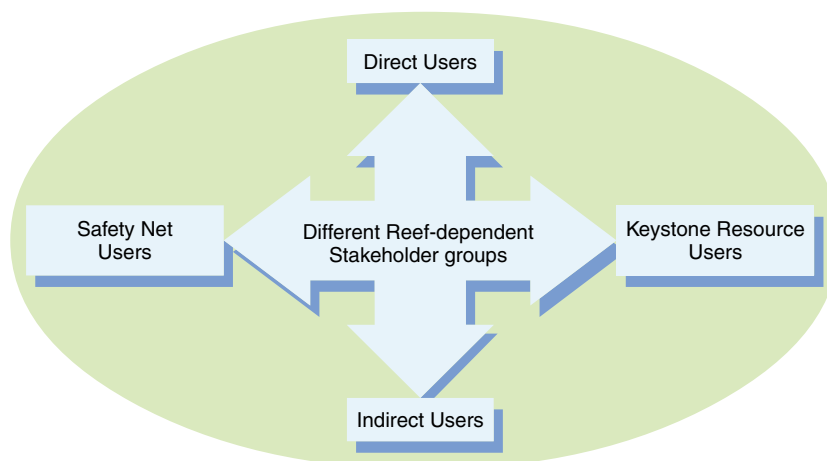 Direct Users
Safety Net
Users
Different Reef-dependent
Stakeholder groups
Keystone Resource
Users
Indirect Users